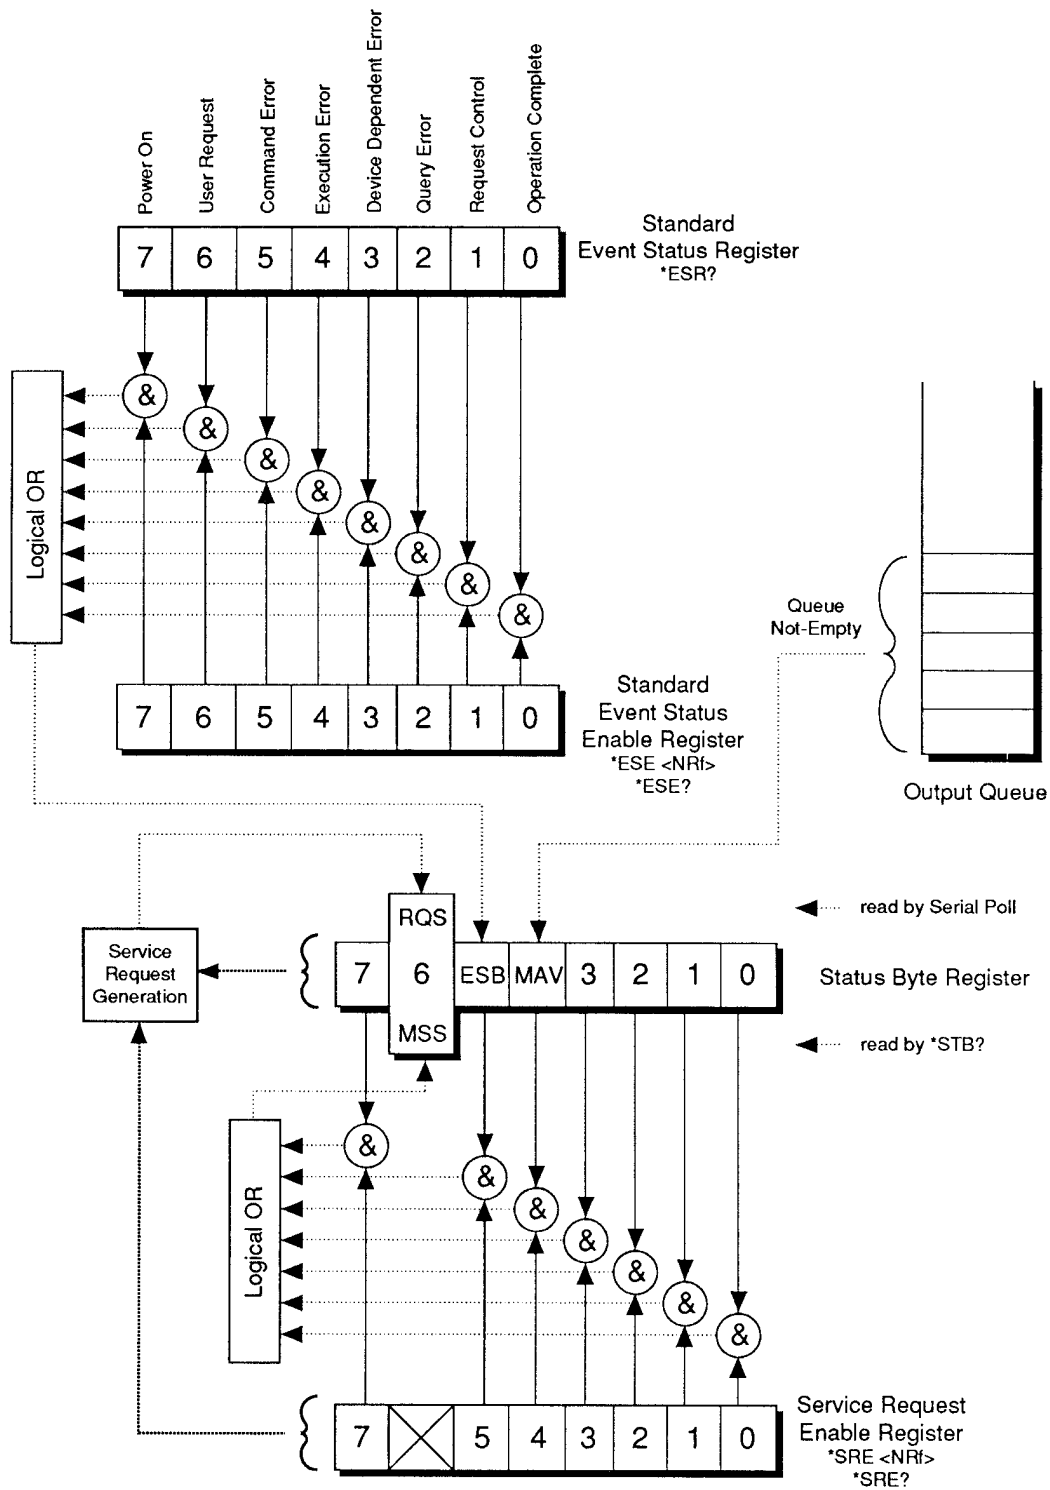 Power On
User Request
Command Error
Execution Error
Device Dependent Error
Query Error
Request Control
Operation Complete
7 6 5 4 3 2 1 0
Standard
Event Status Register
*ESR?
&
&
&
&
&
&
&
&
Logical OR
Queue
Not-Empty
7 6 5 4 3 2 1 0
Standard
Event Status
Enable Register
*ESE <NRf>
*ESE?
Output Queue
Service
Request
Generation
RQS
7 6 ESB MAV 3 2 1 0
MSS
read by Serial Poll
Status Byte Register
read by *STB?
&
&
&
&
&
&
&
Logical OR
7 5 4 3 2 1 0
Service Request
Enable Register
*SRE <NRf>
*SRE?